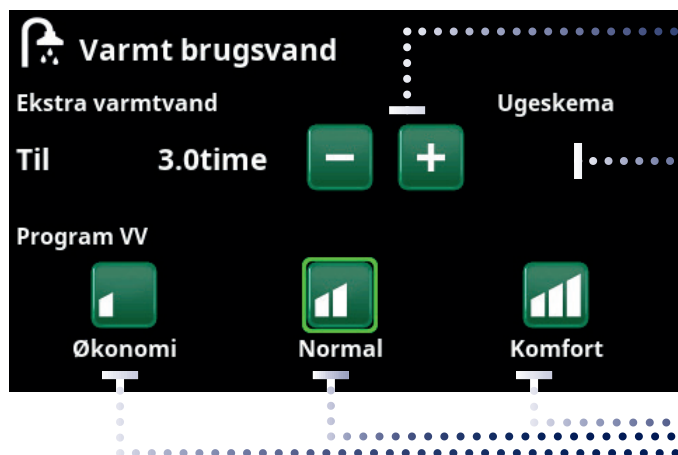 Varmt brugsvand
Ekstra varmtvand Ugeskema
Til 3.0time − +
Program VV
Økonomi Normal Komfort